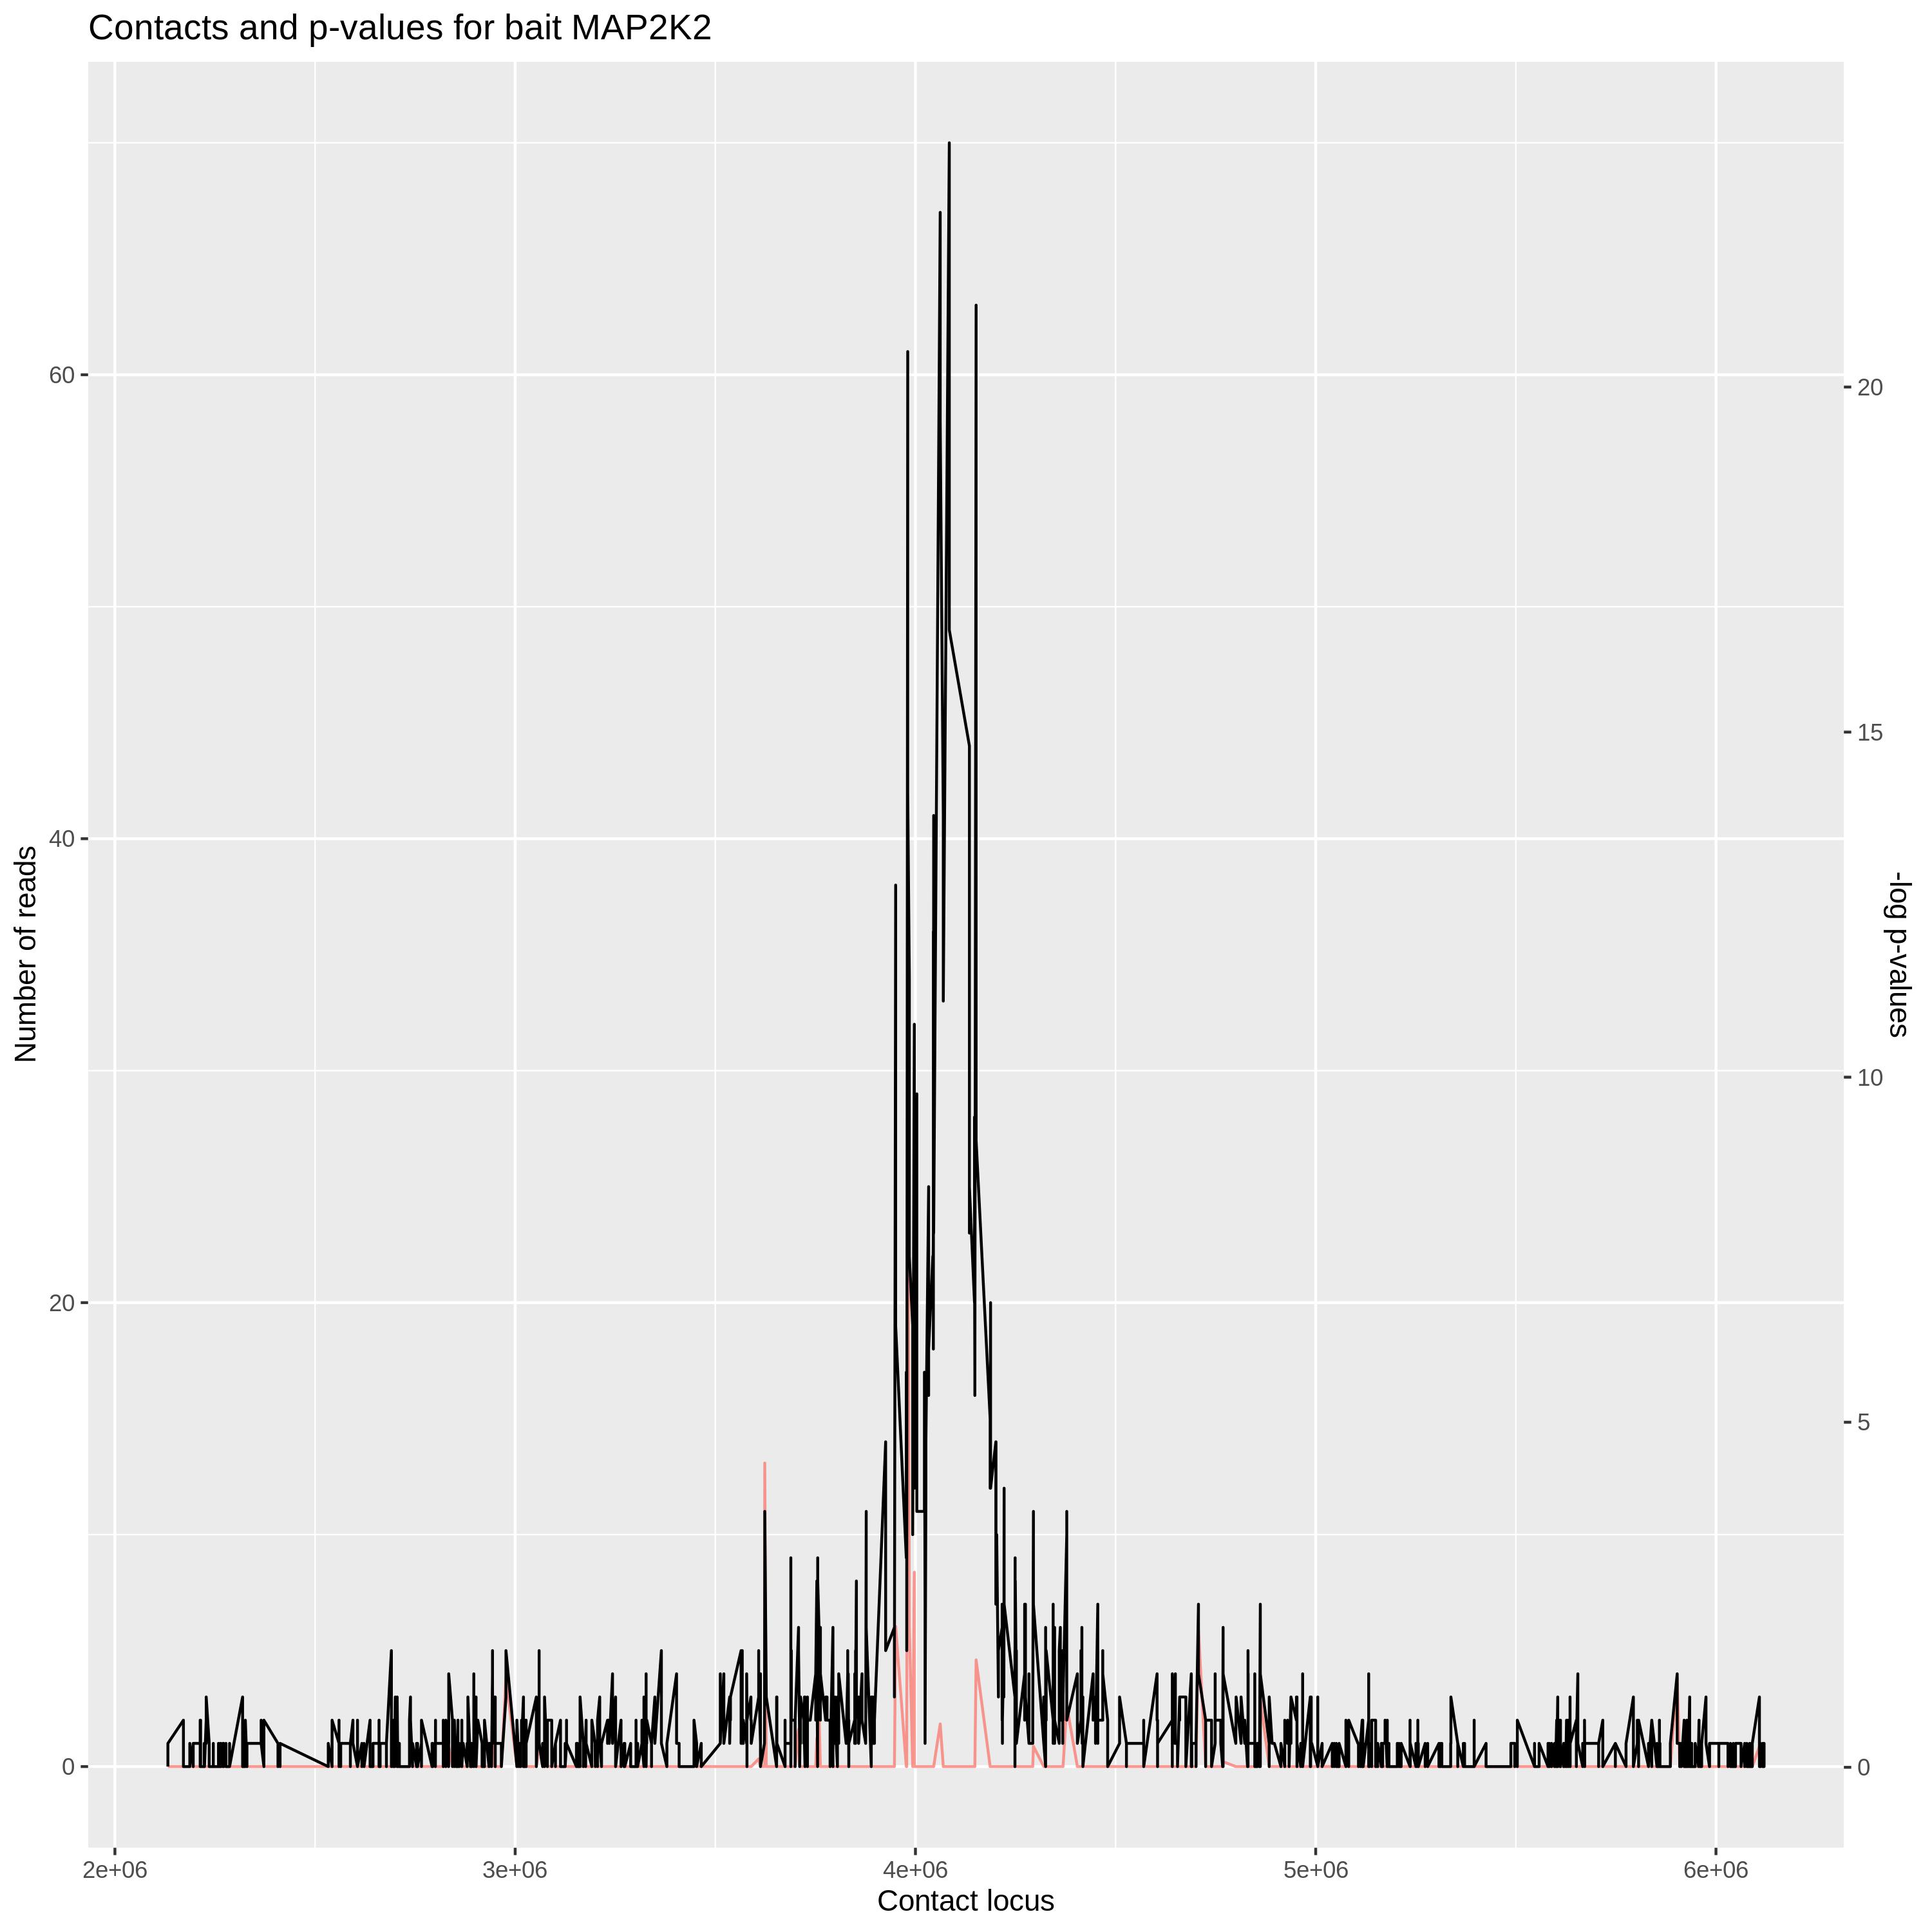 Contacts and p-values for bait MAP2K2
60
40
20
0
Number of reads
20
15
10
5
0
-log p-values
2e+06
3e+06
4e+06
5e+06
6e+06
Contact locus